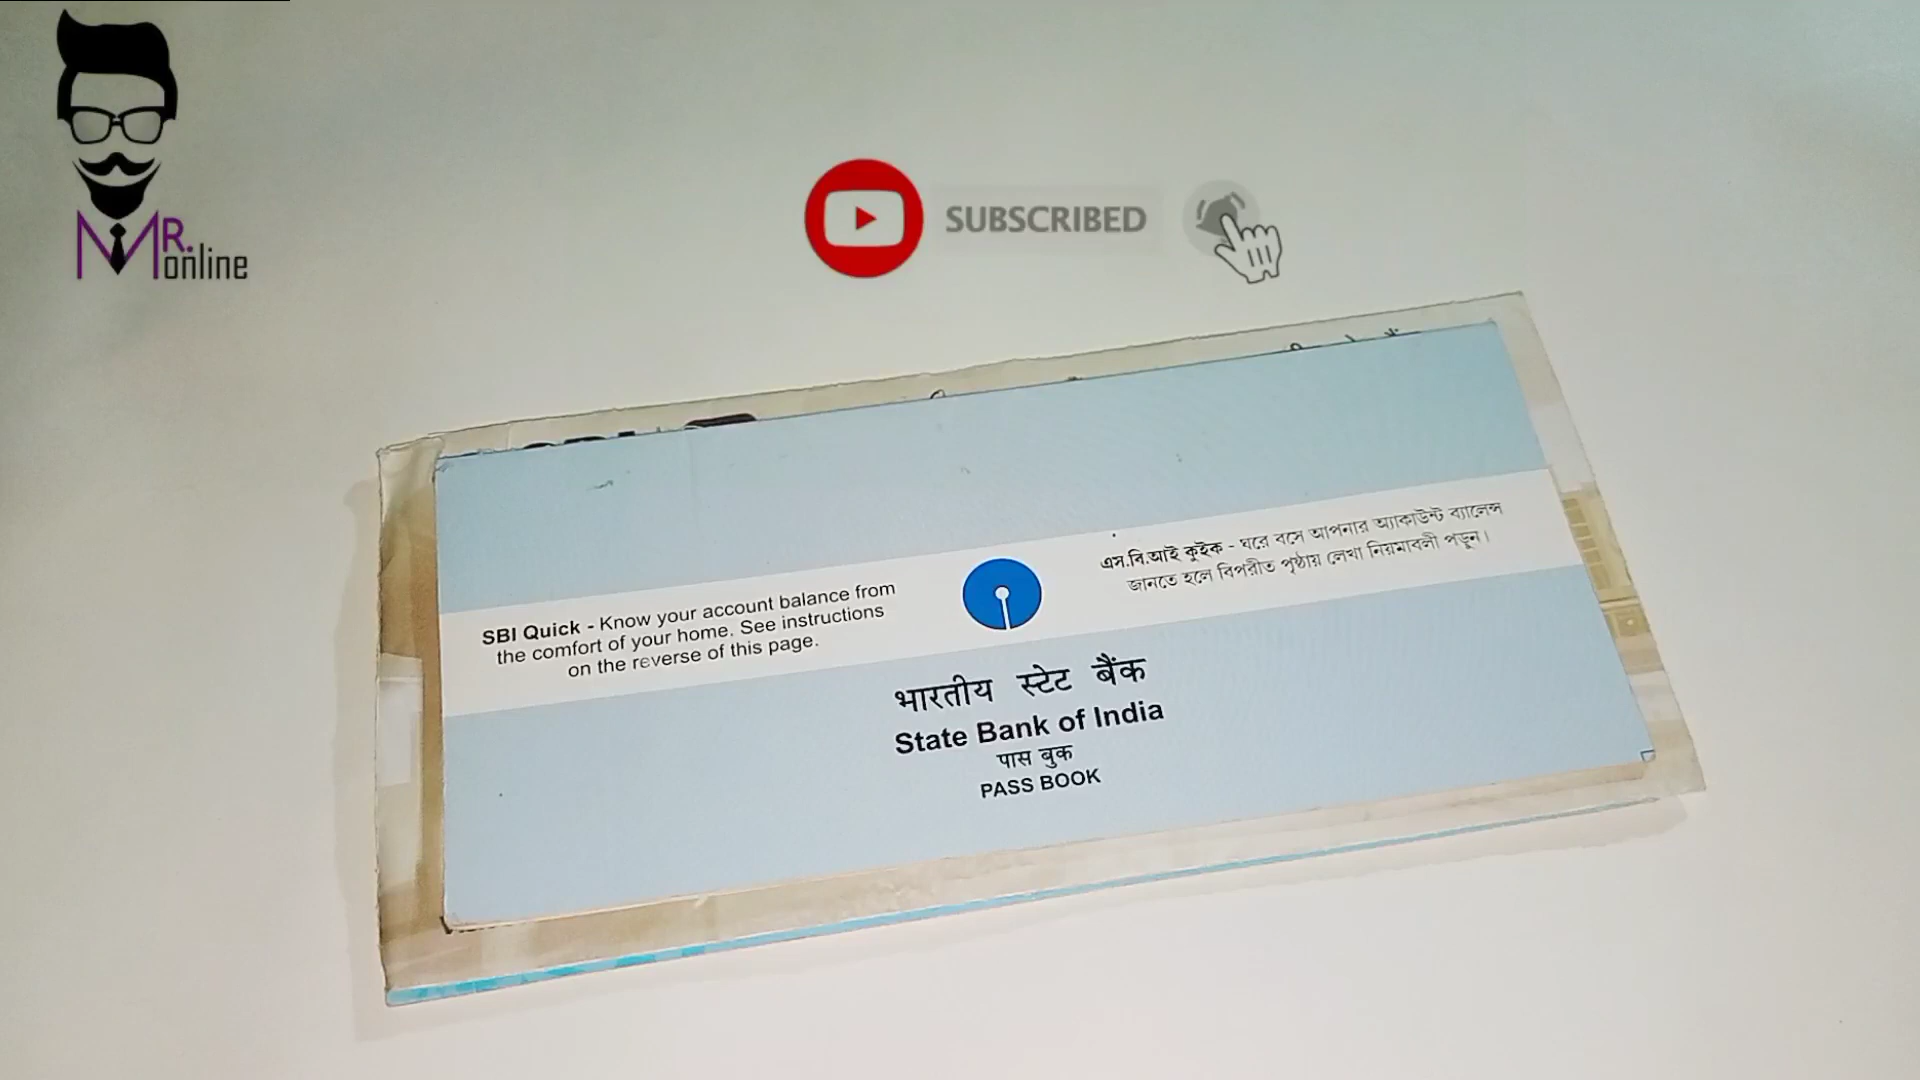 MR.
online
SUBSCRIBED
SBI Quick - Know your account balance from
the comfort of your home. See instructions
on the reverse of this page.
এস.বি.আই কুইক - ঘরে বসে আপনার অ্যাকাউন্ট ব্যালেন্স
জানতে হলে বিপরীত পৃষ্ঠায় লেখা নিয়মাবলী পড়ুন।
भारतीय स्टेट बैंक
State Bank of India
पास बुक
PASS BOOK